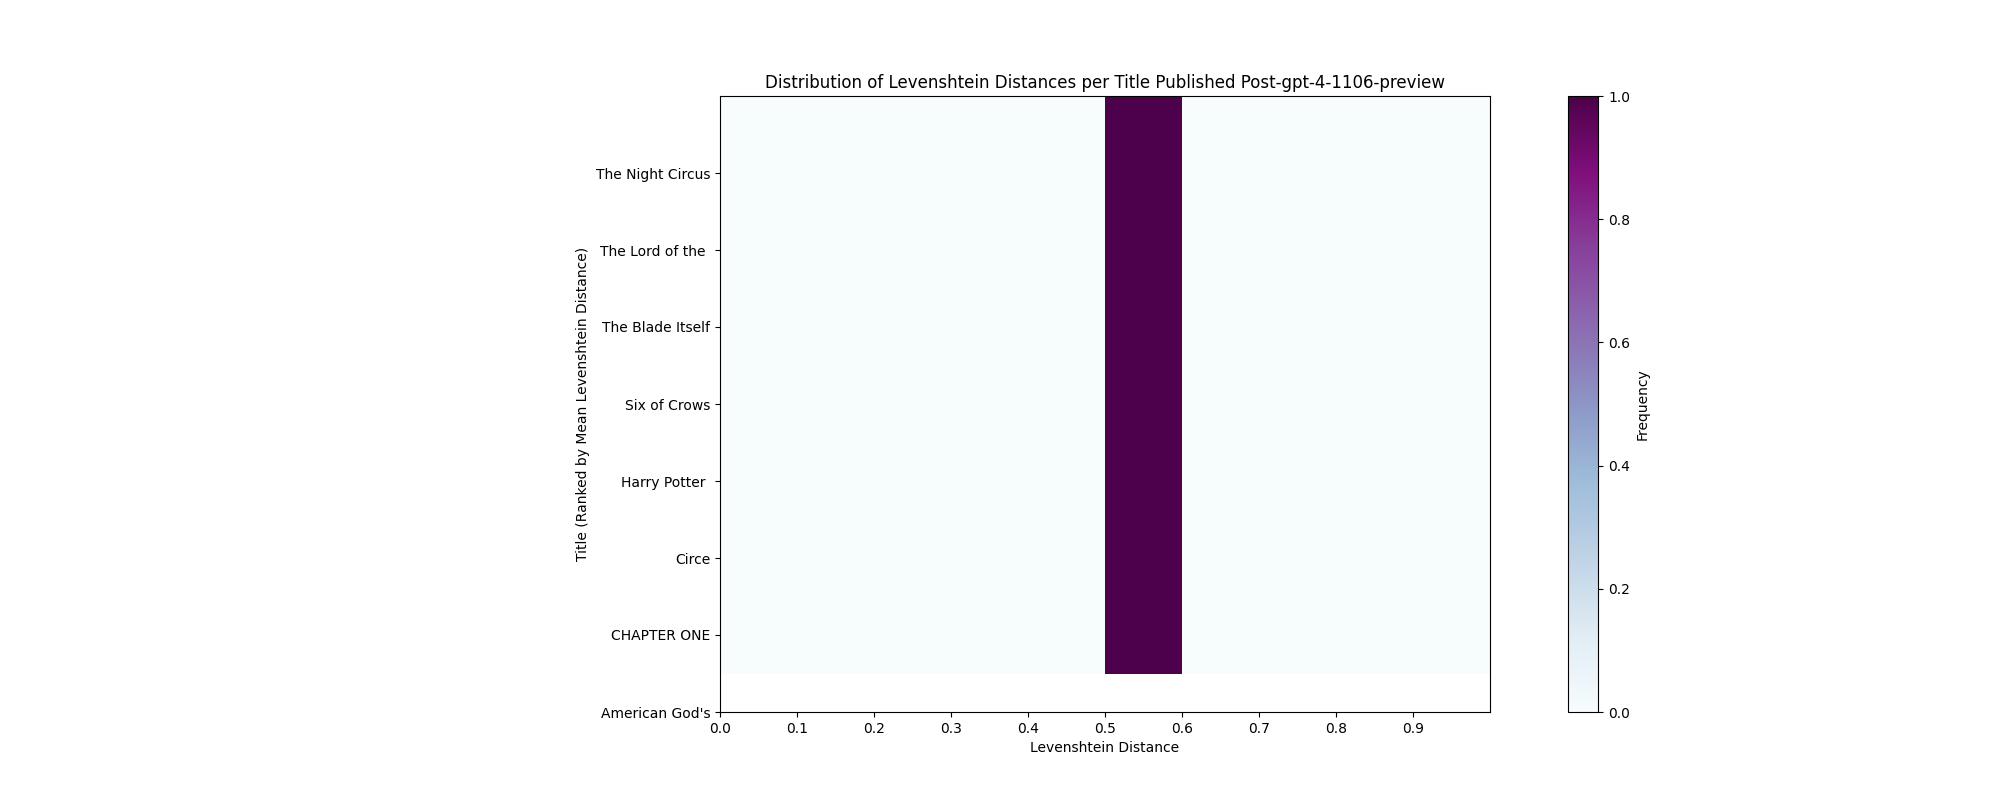 Distribution of Levenshtein Distances per Title Published Post-gpt-4-1106-preview
Title (Ranked by Mean Levenshtein Distance)
The Night Circus
The Lord of the
The Blade Itself
Six of Crows
Harry Potter
Circe
CHAPTER ONE
American God's
0.0 0.1 0.2 0.3 0.4 0.5 0.6 0.7 0.8 0.9
Levenshtein Distance
1.0
0.8
0.6
0.4
0.2
0.0
Frequency